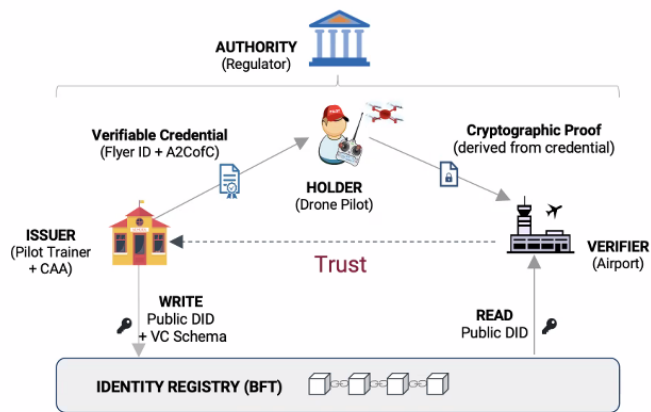 AUTHORITY
(Regulator)
Verifiable Credential
(Flyer ID + A2CofC)
Cryptographic Proof
(derived from credential)
HOLDER
(Drone Pilot)
ISSUER
(Pilot Trainer
+ CAA)
Trust
VERIFIER
(Airport)
WRITE
Public DID
+ VC Schema
READ
Public DID
IDENTITY REGISTRY (BFT)